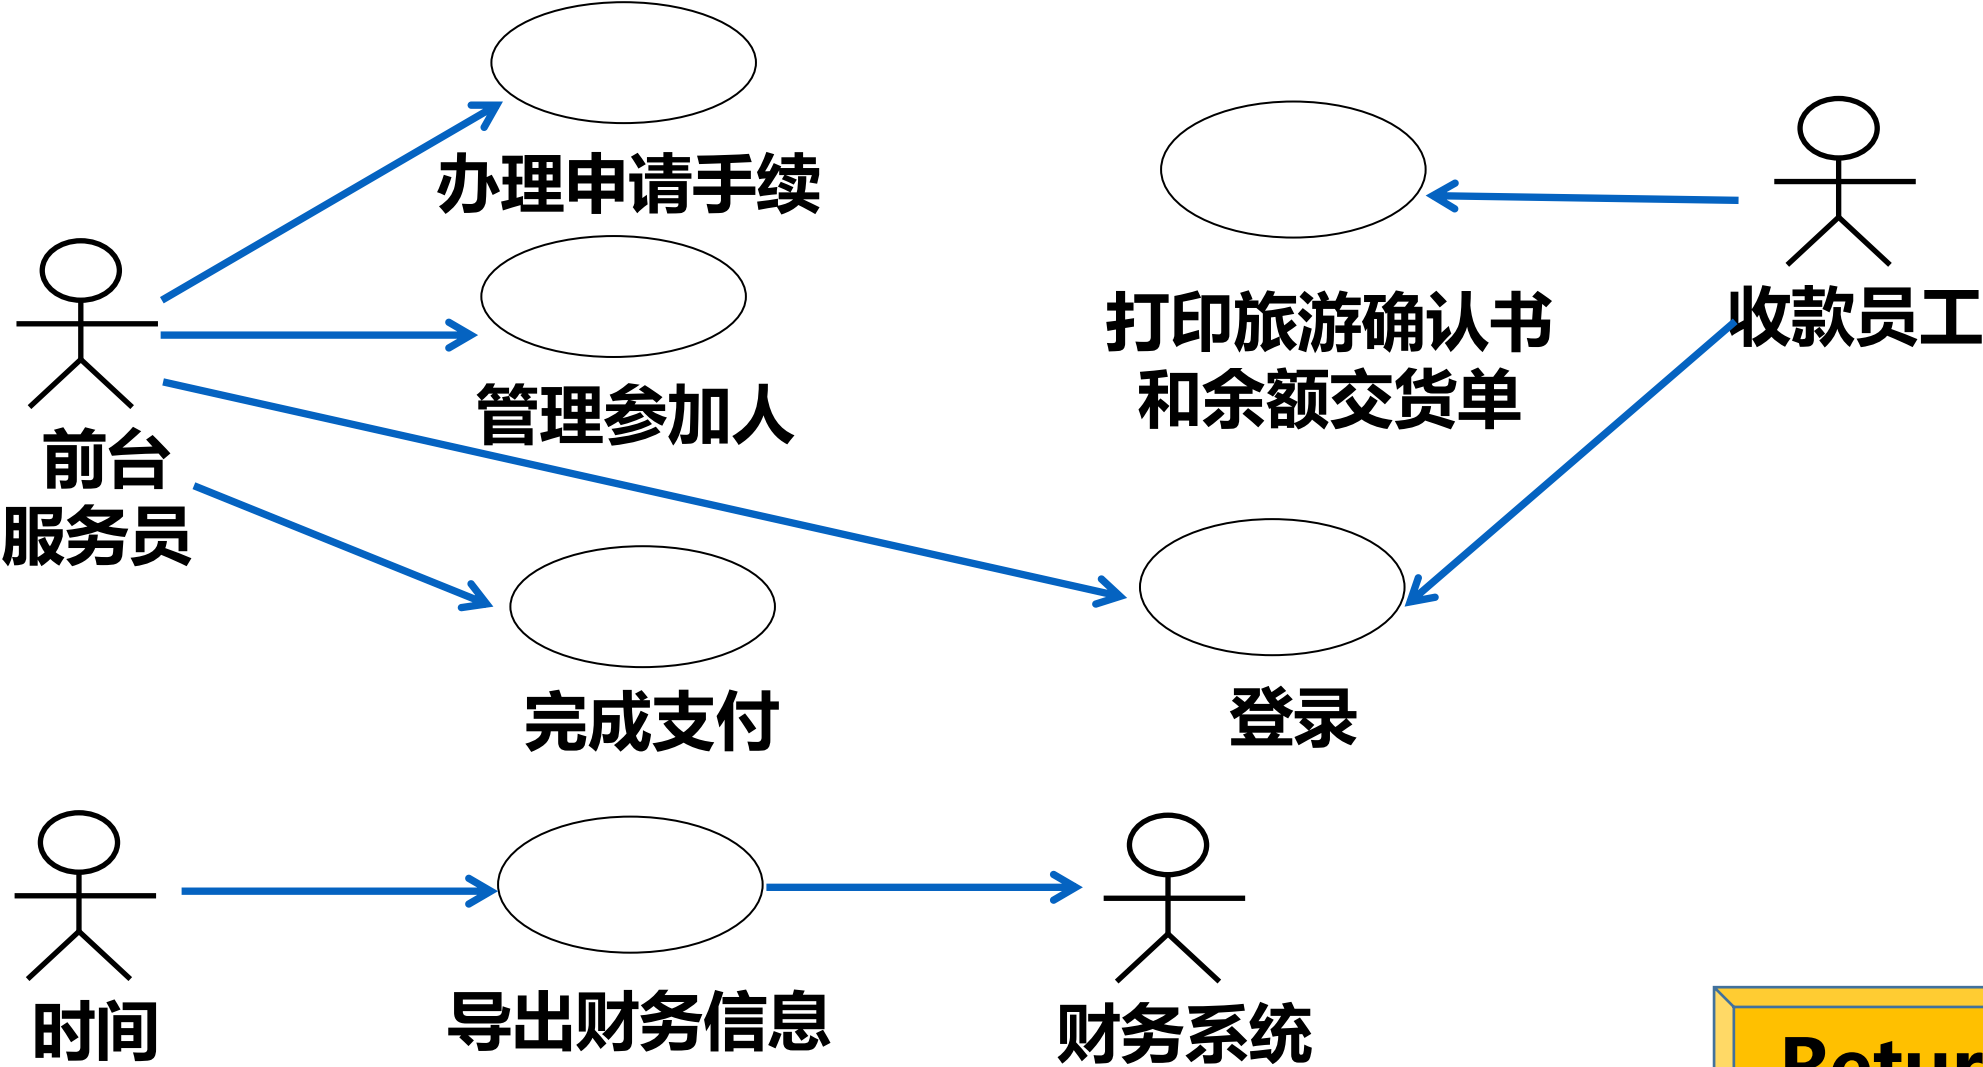 办理申请手续
管理参加人
前台
服务员
完成支付
打印旅游确认书
和余额交货单
收款员工
登录
时间
导出财务信息
财务系统